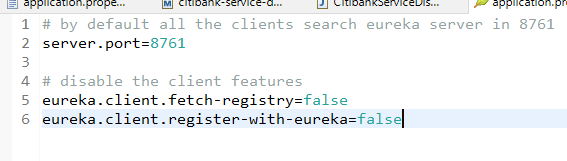 application.prope...
citibank-service-d...
CitibankServiceDis...
application.pro
1 # by default all the clients search eureka server in 8761
2 server.port=8761
3
4 # disable the client features
5 eureka.client.fetch-registry=false
6 eureka.client.register-with-eureka=false